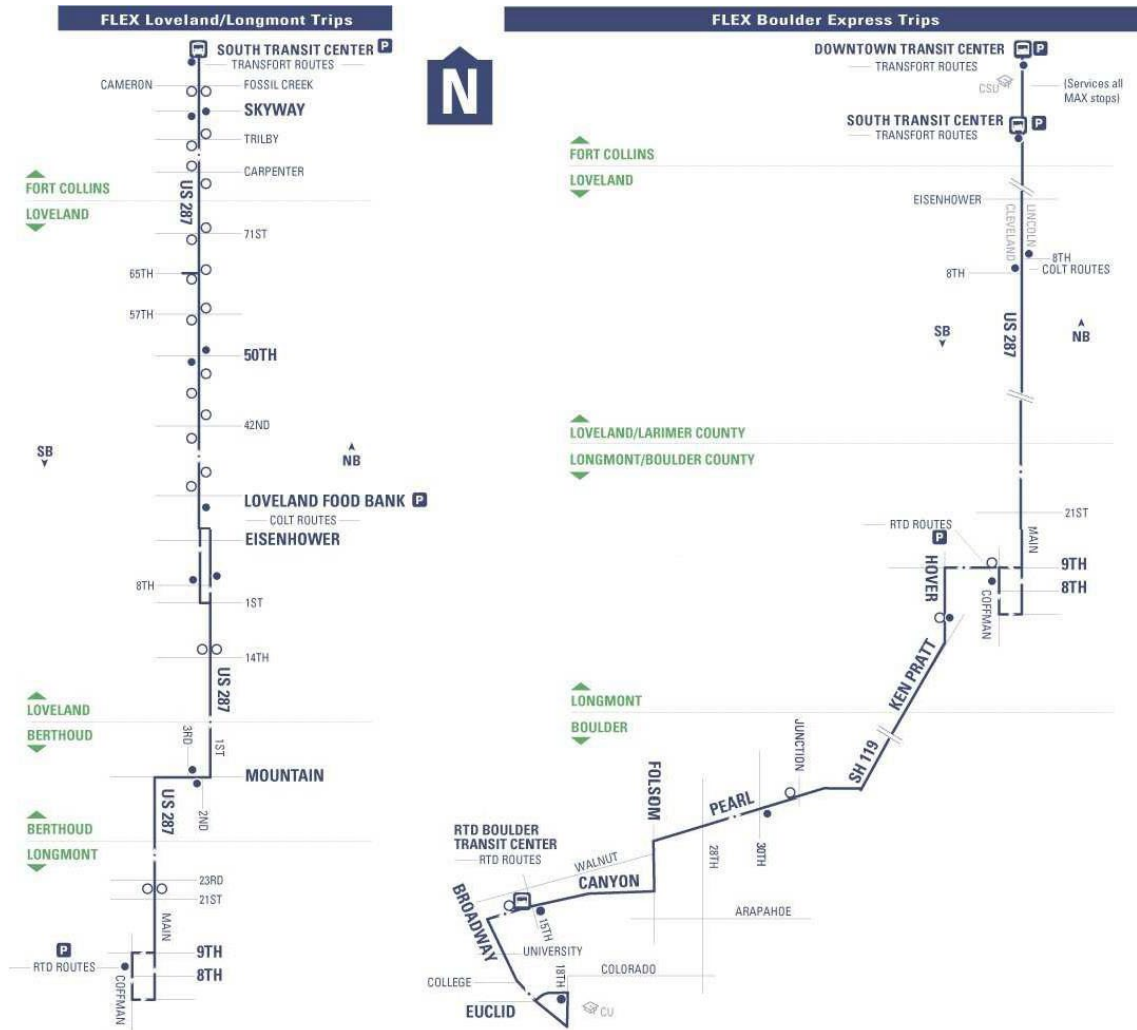 FLEX Loveland/Longmont Trips
SOUTH TRANSIT CENTER P
TRANSFORT ROUTES
CAMERON
FOSSIL CREEK
SKYWAY
TRILBY
CARPENTER
FORT COLLINS
LOVELAND
US 287
71ST
65TH
57TH
50TH
42ND
SB
NB
LOVELAND FOOD BANK P
COLT ROUTES
EISENHOWER
8TH
1ST
14TH
US 287
LOVELAND
BERTHOUD
3RD
1ST
MOUNTAIN
US 287
2ND
BERTHOUD
LONGMONT
23RD
21ST
MAIN
P
9TH
RTD ROUTES
8TH
COFFMAN
N
FLEX Boulder Express Trips
DOWNTOWN TRANSIT CENTER P
TRANSFORT ROUTES
CSU
(Services all
MAX stops)
SOUTH TRANSIT CENTER P
TRANSFORT ROUTES
FORT COLLINS
LOVELAND
EISENHOWER
CLEVELAND
LINCOLN
8TH
COLT ROUTES
8TH
SB
US 287
NB
LOVELAND/LARIMER COUNTY
LONGMONT/BOULDER COUNTY
21ST
RTD ROUTES
P
MAIN
HOVER
9TH
8TH
COFFMAN
KEN PRATT
LONGMONT
BOULDER
JUNCTION
SH 119
FOLSOM
PEARL
28TH
30TH
RTD BOULDER
TRANSIT CENTER
RTD ROUTES
WALNUT
CANYON
BROADWAY
15TH
ARAPAHOE
UNIVERSITY
18TH
COLORADO
COLLEGE
EUCLID
CU